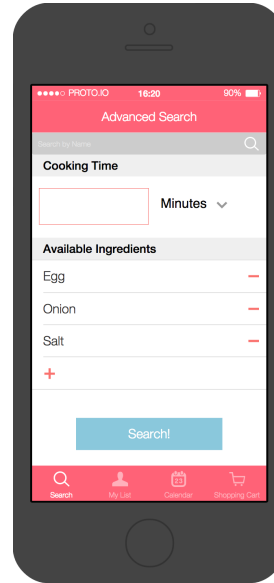 PROTO.IO 16:20 90%
Advanced Search
Search by Name
Cooking Time
Minutes
Available Ingredients
Egg
Onion
Salt
Search!
23
Search My List Calendar Shopping Cart